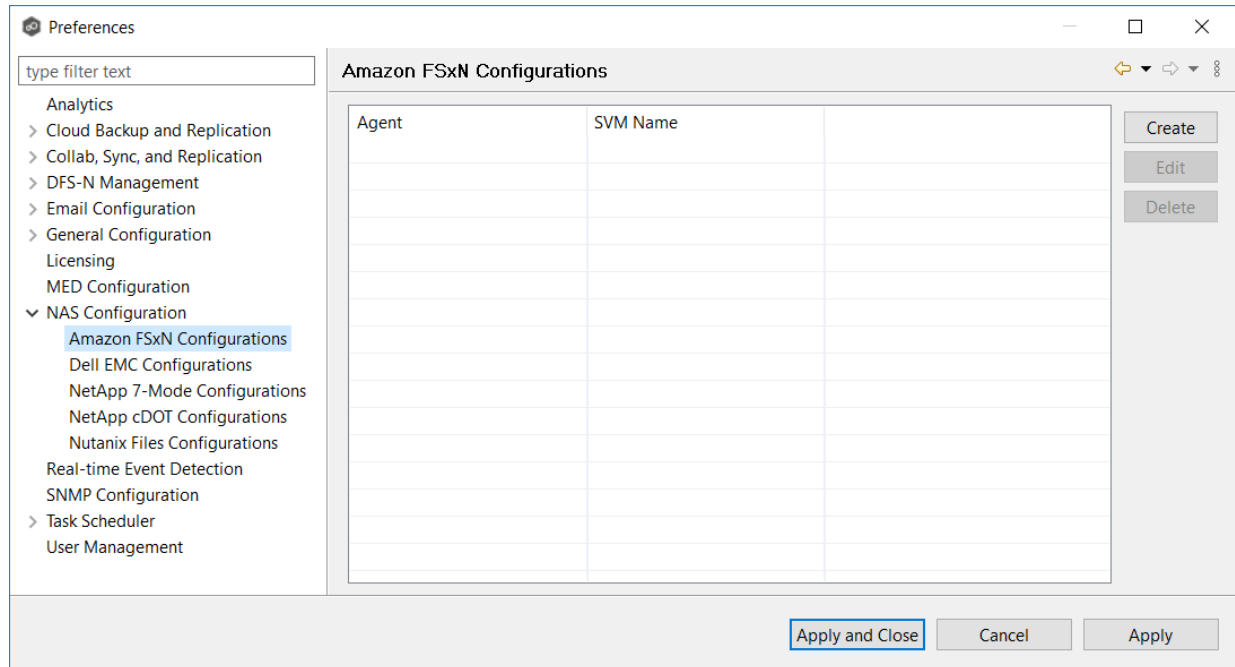 Preferences
type filter text
Analytics
Cloud Backup and Replication
Collab, Sync, and Replication
DFS-N Management
Email Configuration
General Configuration
Licensing
MED Configuration
NAS Configuration
Amazon FSxN Configurations
Dell EMC Configurations
NetApp 7-Mode Configurations
NetApp cDOT Configurations
Nutanix Files Configurations
Real-time Event Detection
SNMP Configuration
Task Scheduler
User Management
Amazon FSxN Configurations
Agent SVM Name
Create
Edit
Delete
Apply and Close Cancel Apply